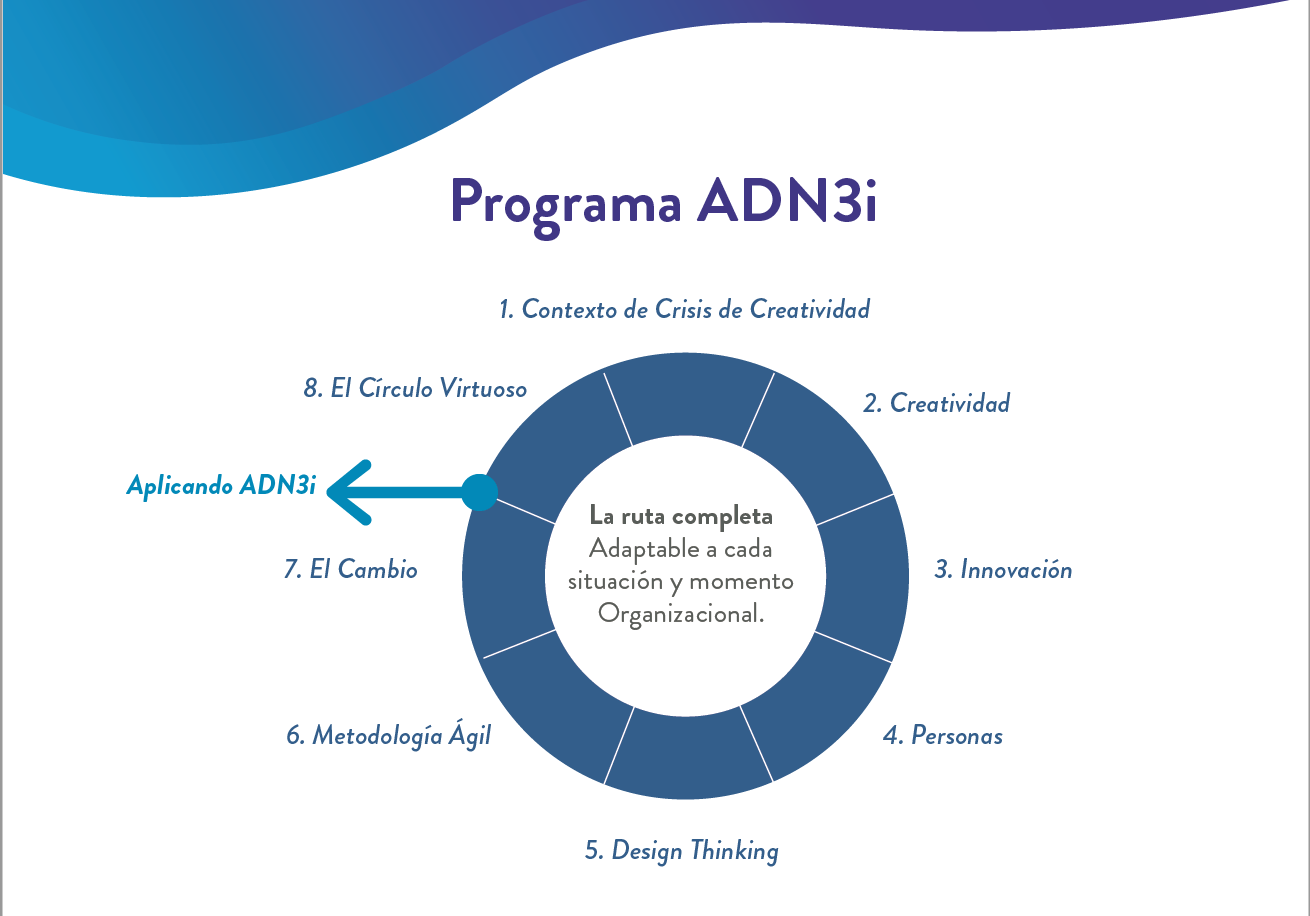 Programa ADN3i
1. Contexto de Crisis de Creatividad
8. El Círculo Virtuoso
2. Creatividad
Aplicando ADN3i
La ruta completa
Adaptable a cada
situación y momento
Organizacional.
7. El Cambio
3. Innovación
6. Metodología Ágil
4. Personas
5. Design Thinking